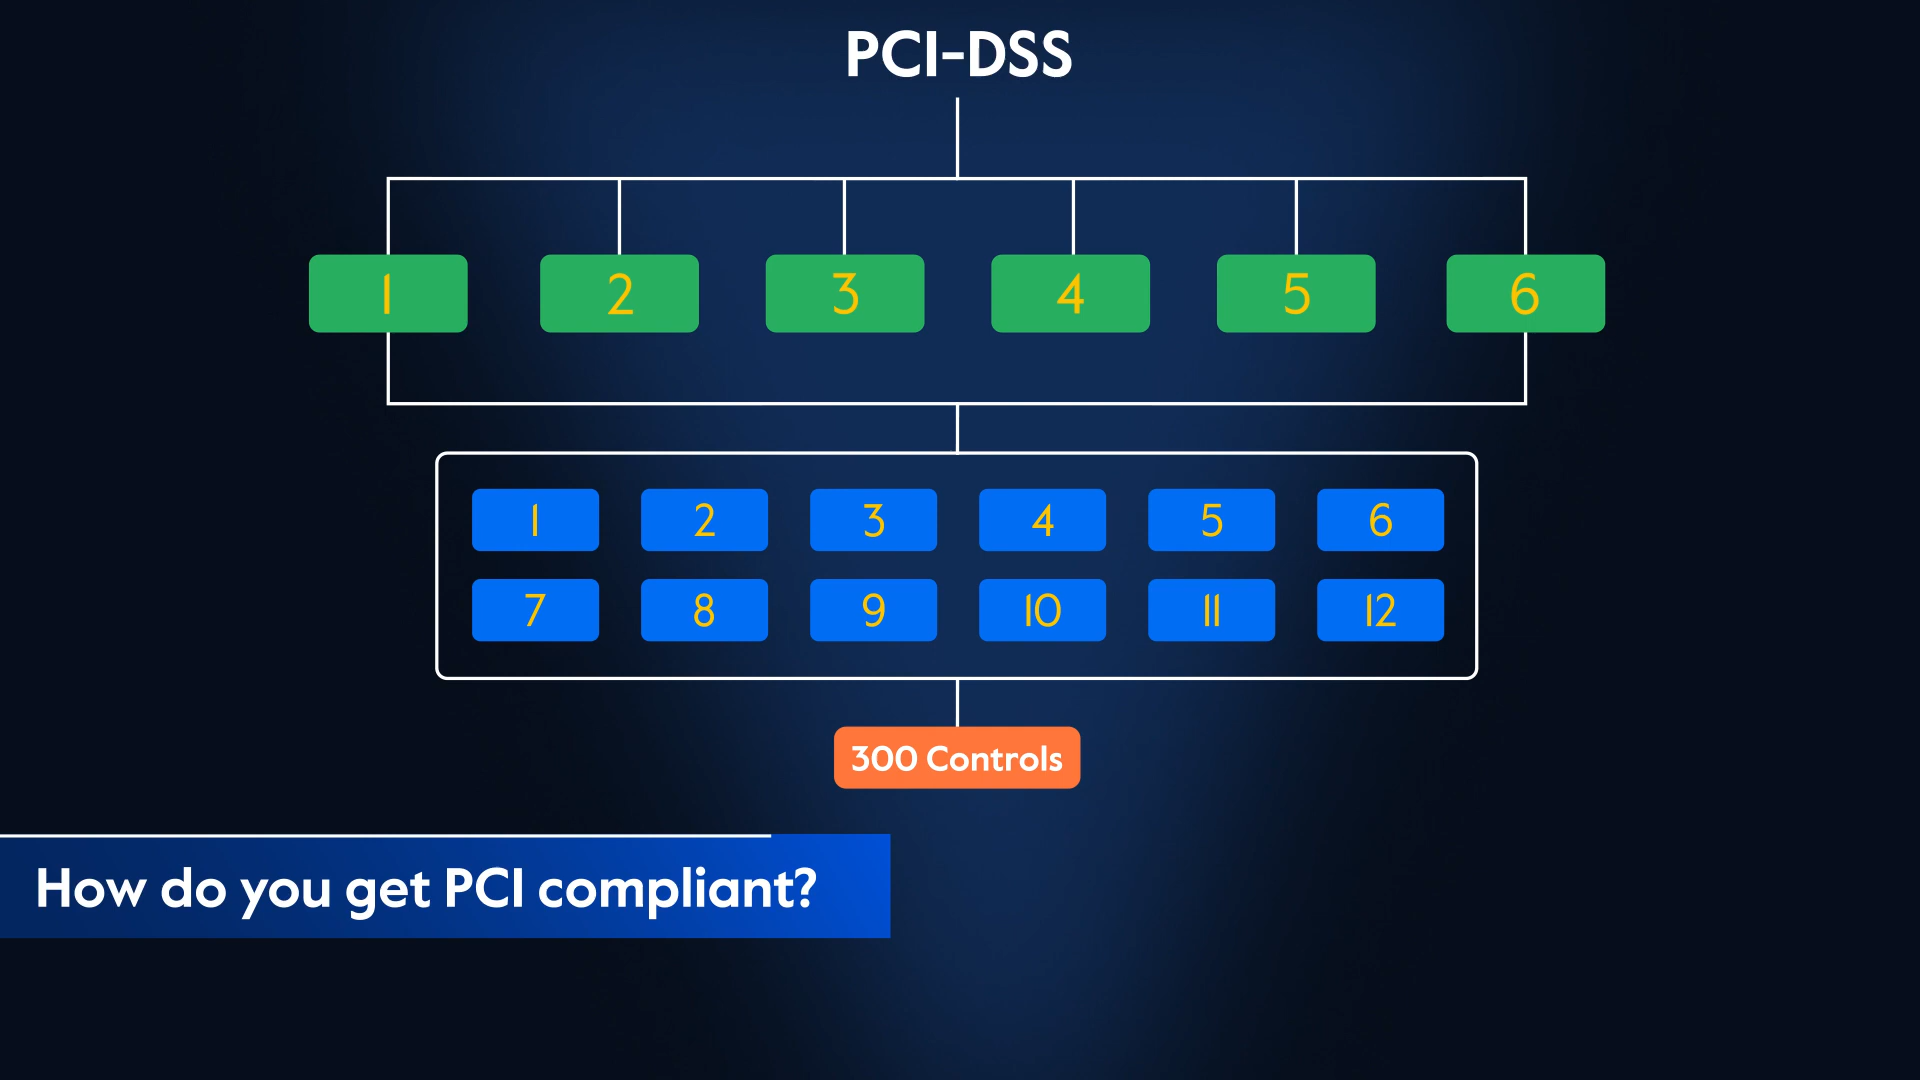 PCI-DSS
1 2 3 4 5 6
1 2 3 4 5 6
7 8 9 10 11 12
300 Controls
How do you get PCI compliant?